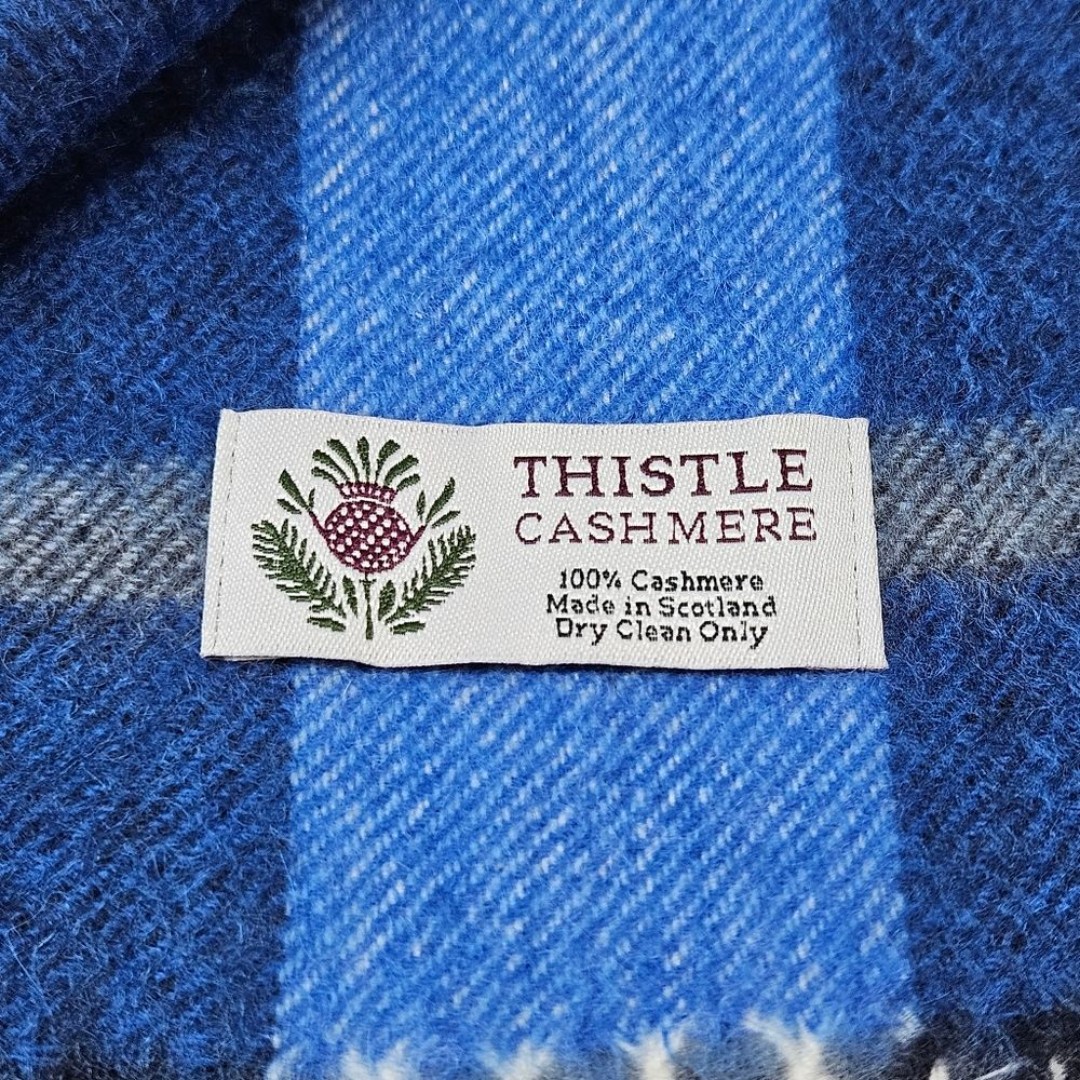 THISTLE
CASHMERE
100% Cashmere
Made in Scotland
Dry Clean Only